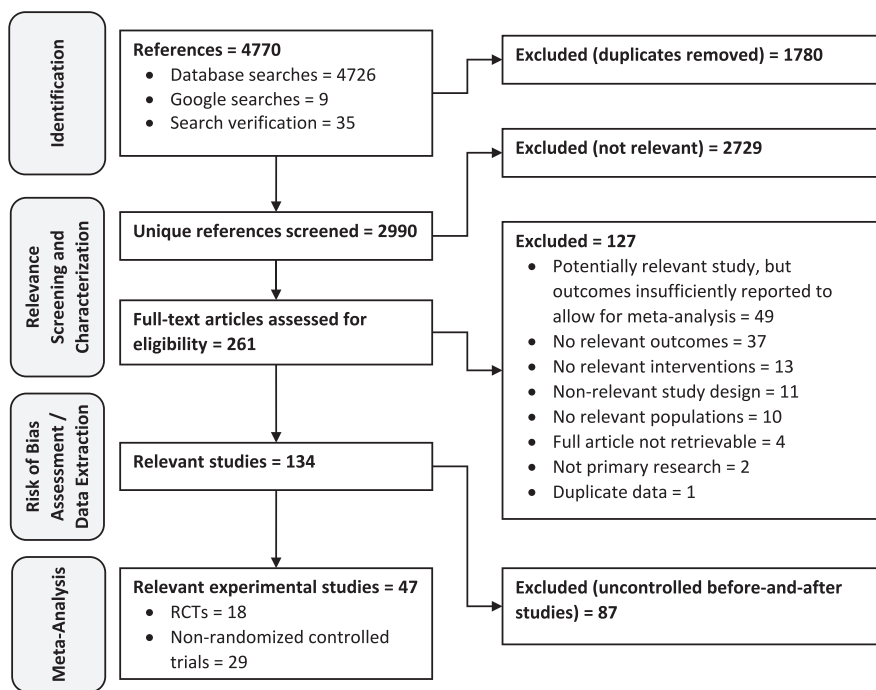 Identification
References = 4770
• Database searches = 4726
• Google searches = 9
• Search verification = 35
Excluded (duplicates removed) = 1780
Excluded (not relevant) = 2729
Relevance
Screening and
Characterization
Unique references screened = 2990
Full-text articles assessed for
eligibility = 261
Excluded = 127
• Potentially relevant study, but
outcomes insufficiently reported to
allow for meta-analysis = 49
• No relevant outcomes = 37
• No relevant interventions = 13
• Non-relevant study design = 11
• No relevant populations = 10
• Full article not retrievable = 4
• Not primary research = 2
• Duplicate data = 1
Risk of Bias
Assessment /
Data Extraction
Relevant studies = 134
Meta-Analysis
Relevant experimental studies = 47
• RCTs = 18
• Non-randomized controlled
trials = 29
Excluded (uncontrolled before-and-after
studies) = 87